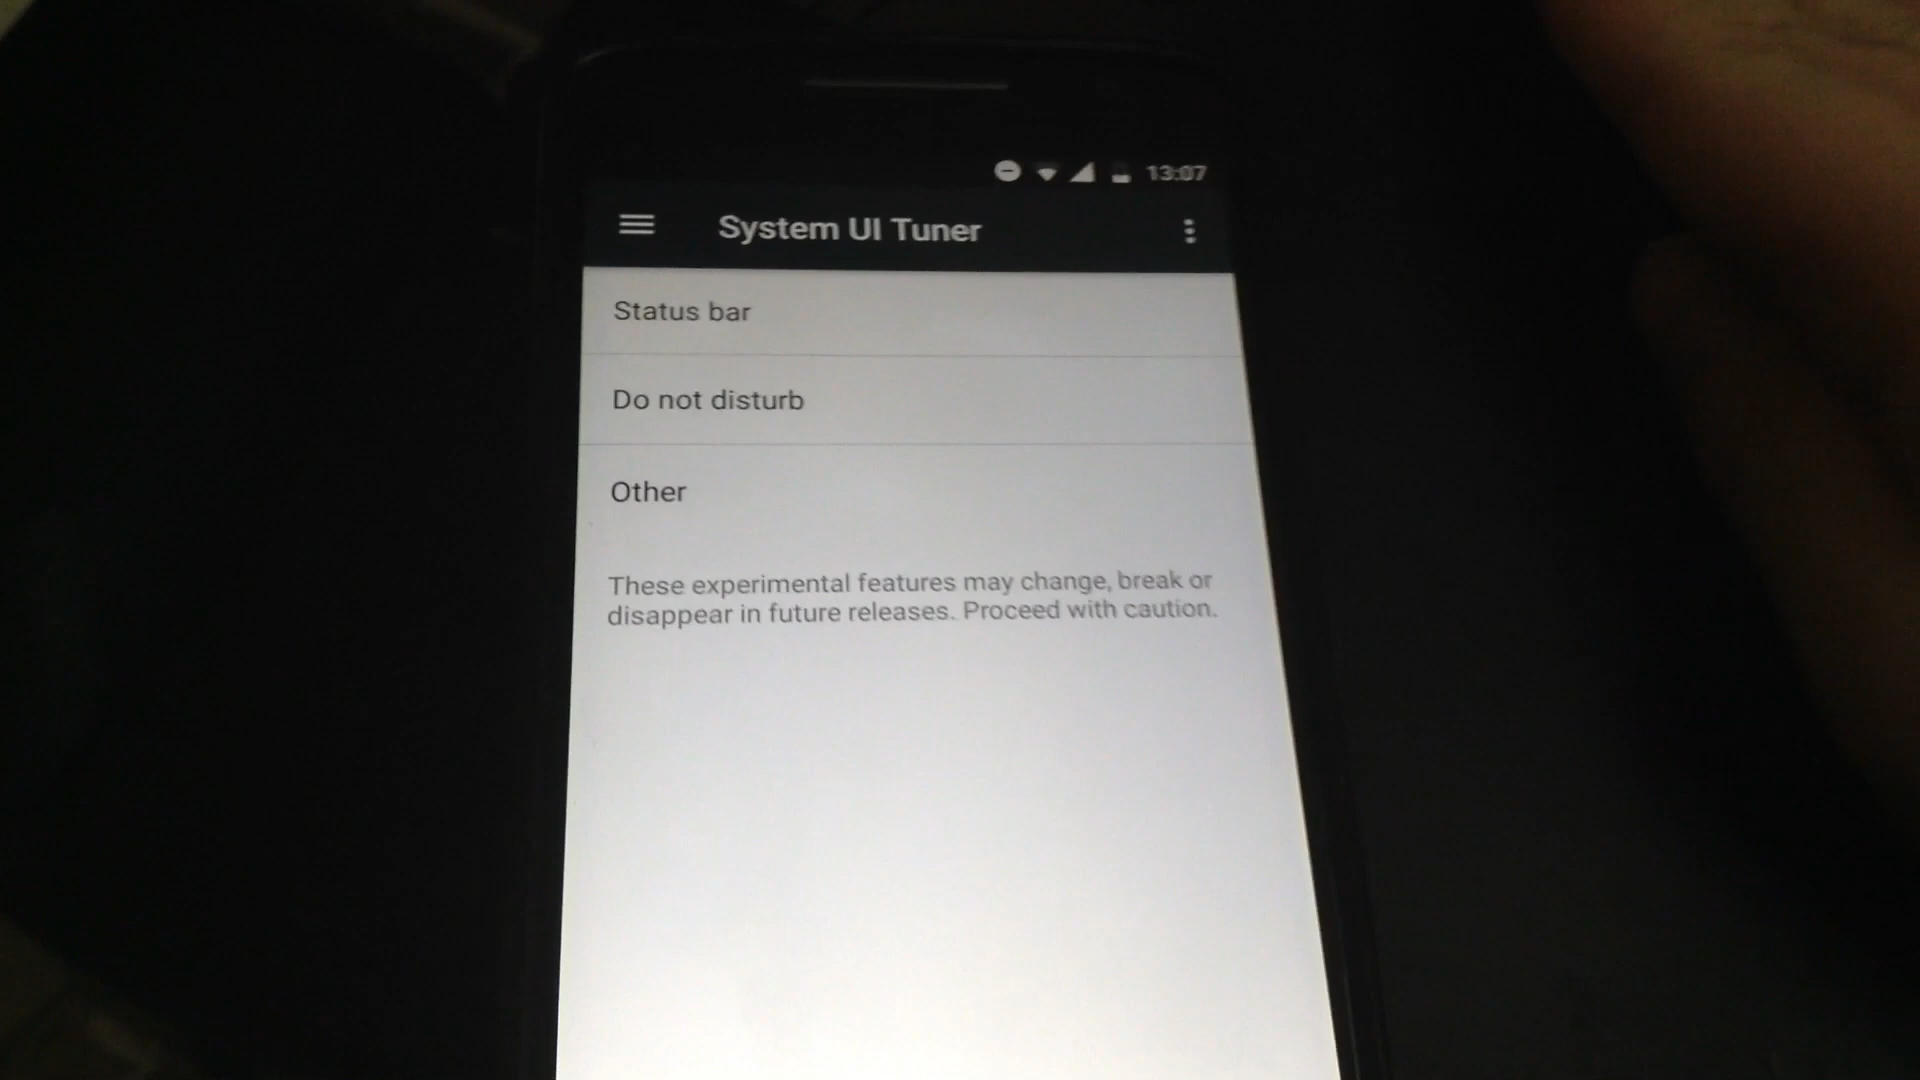 13:07
System UI Tuner
Status bar
Do not disturb
Other
These experimental features may change, break or
disappear in future releases. Proceed with caution.